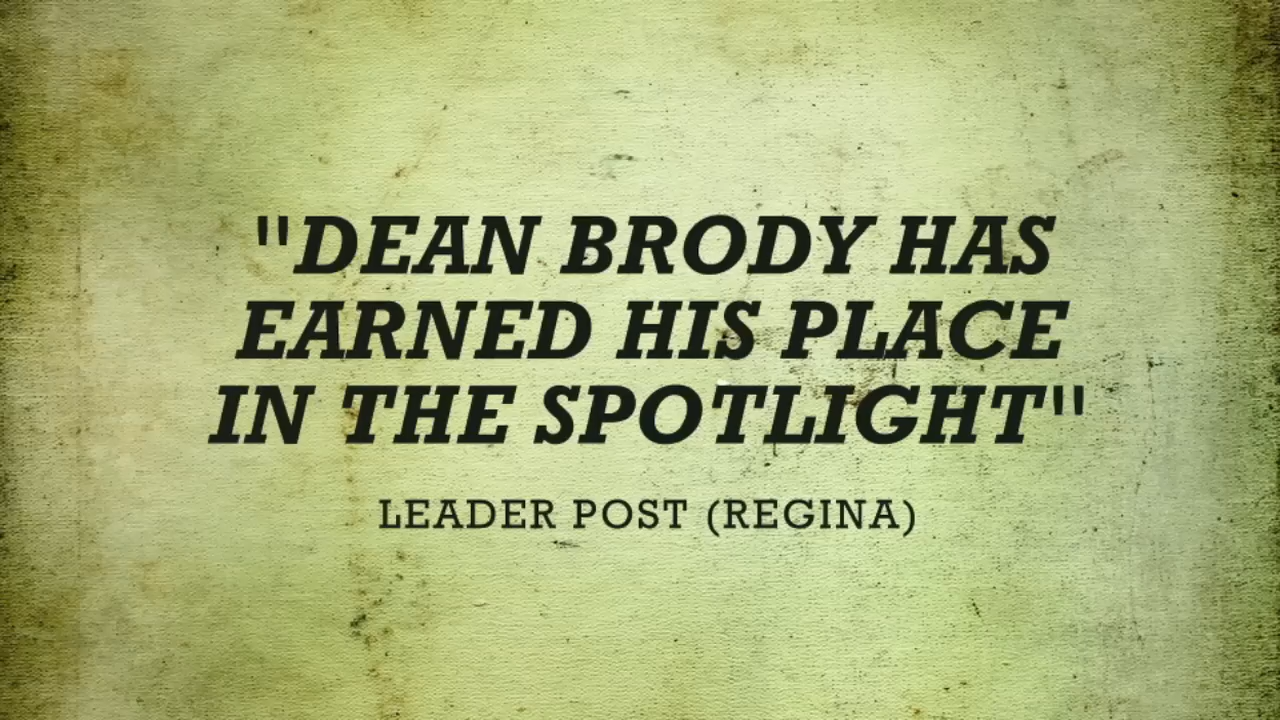 "DEAN BRODY HAS
EARNED HIS PLACE
IN THE SPOTLIGHT"
LEADER POST (REGINA)